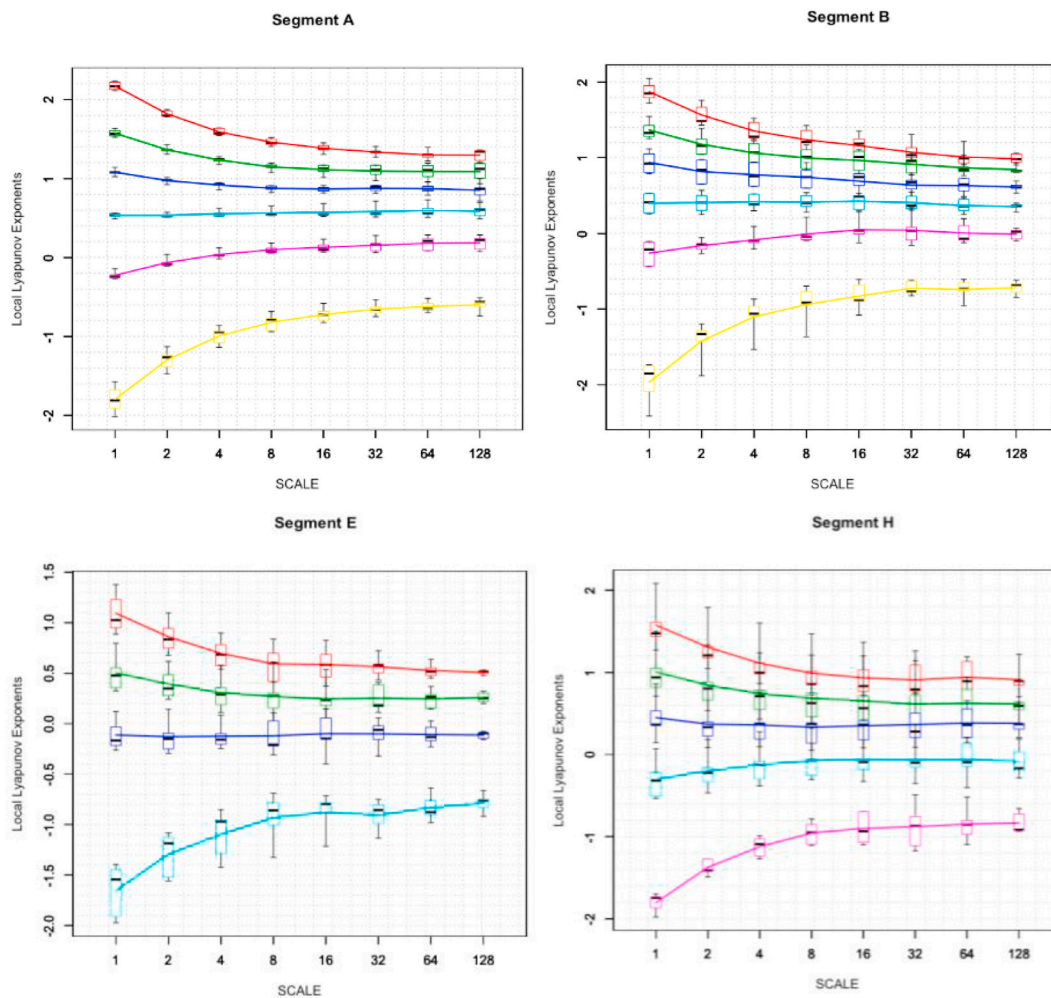 Segment A
Local Lyapunov Exponents
2
1
0
-1
-2
1 2 4 8 16 32 64 128
SCALE
Segment B
Local Lyapunov Exponents
2
1
0
-1
-2
1 2 4 8 16 32 64 128
SCALE
Segment E
Local Lyapunov Exponents
1.5
1.0
0.5
0.0
-0.5
-1.0
-1.5
-2.0
1 2 4 8 16 32 64 128
SCALE
Segment H
Local Lyapunov Exponents
2
1
0
-1
-2
1 2 4 8 16 32 64 128
SCALE